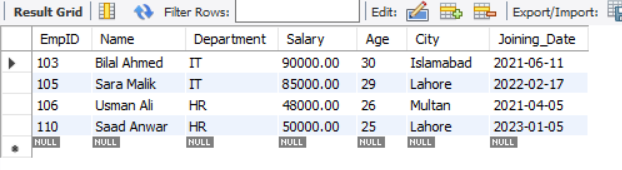 Result Grid Filter Rows: Edit: Export/Import:
EmpID Name Department Salary Age City Joining_Date
103 Bilal Ahmed IT 90000.00 30 Islamabad 2021-06-11
105 Sara Malik IT 85000.00 29 Lahore 2022-02-17
106 Usman Ali HR 48000.00 26 Multan 2021-04-05
110 Saad Anwar HR 50000.00 25 Lahore 2023-01-05
NULL NULL NULL NULL NULL NULL NULL